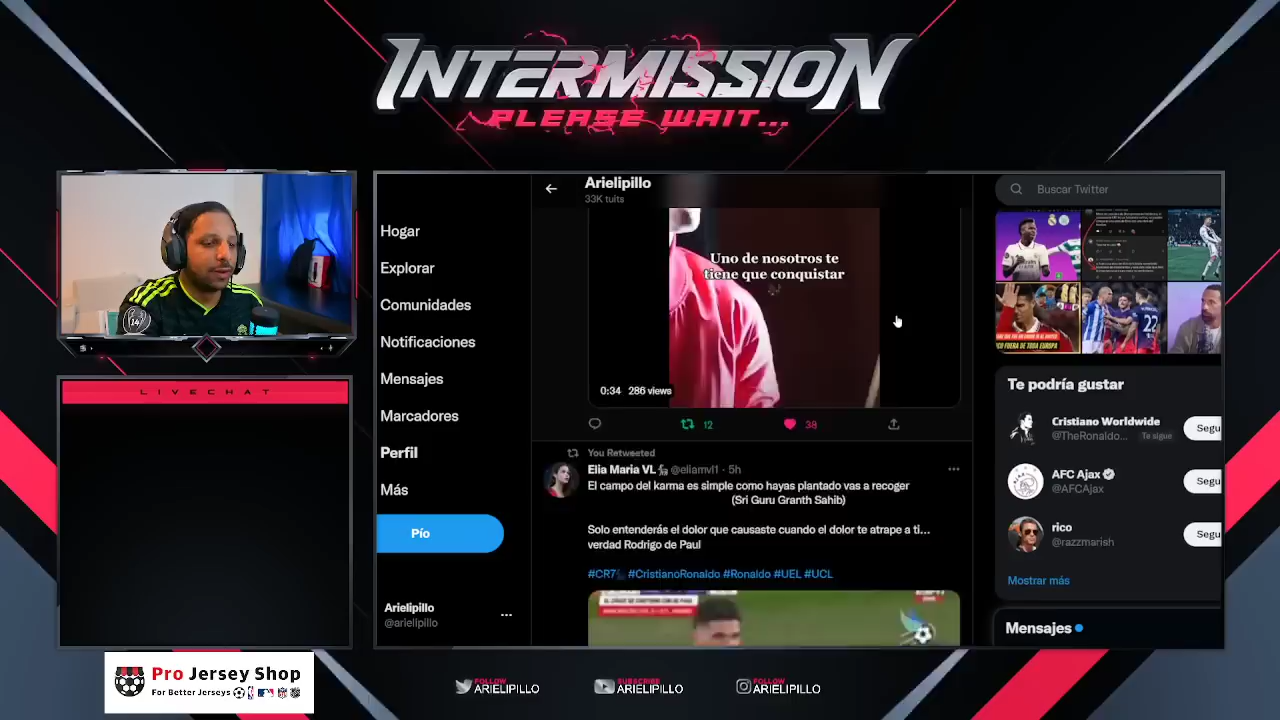 INTERMISSION
PLEASE WAIT...
LIVECHAT
Hogar
Explorar
Comunidades
Notificaciones
Mensajes
Marcadores
Perfil
Más
Pío
Arielipillo
@arielipillo
Arielipillo
33K tuits
Uno de nosotros te
tiene que conquistar
0:34 286 views
12
38
You Retweeted
Elia Maria VL @eliamvl1 · 5h
El campo del karma es simple como hayas plantado vas a recoger
(Sri Guru Granth Sahib)
Solo entenderás el dolor que causaste cuando el dolor te atrape a ti...
verdad Rodrigo de Paul
#CR7 #CristianoRonaldo #Ronaldo #UEL #UCL
Buscar Twitter
22
Te podría gustar
Cristiano Worldwide
@TheRonaldo... Te sigue
Segu
AFC Ajax
@AFCAjax
Segu
rico
@razzmarish
Segu
Mostrar más
Mensajes
Pro Jersey Shop
For Better Jerseys
FOLLOW
ARIELIPILLO
SUBSCRIBE
ARIELIPILLO
FOLLOW
ARIELIPILLO